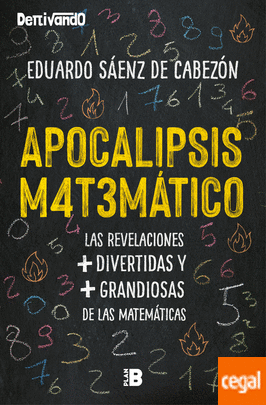 DerivandO
EDUARDO SÁENZ DE CABEZÓN
APOCALIPSIS
M4T3MÁTICO
LAS REVELACIONES
+ DIVERTIDAS Y
+ GRANDIOSAS
DE LAS MATEMÁTICAS
PLAN B
cegal